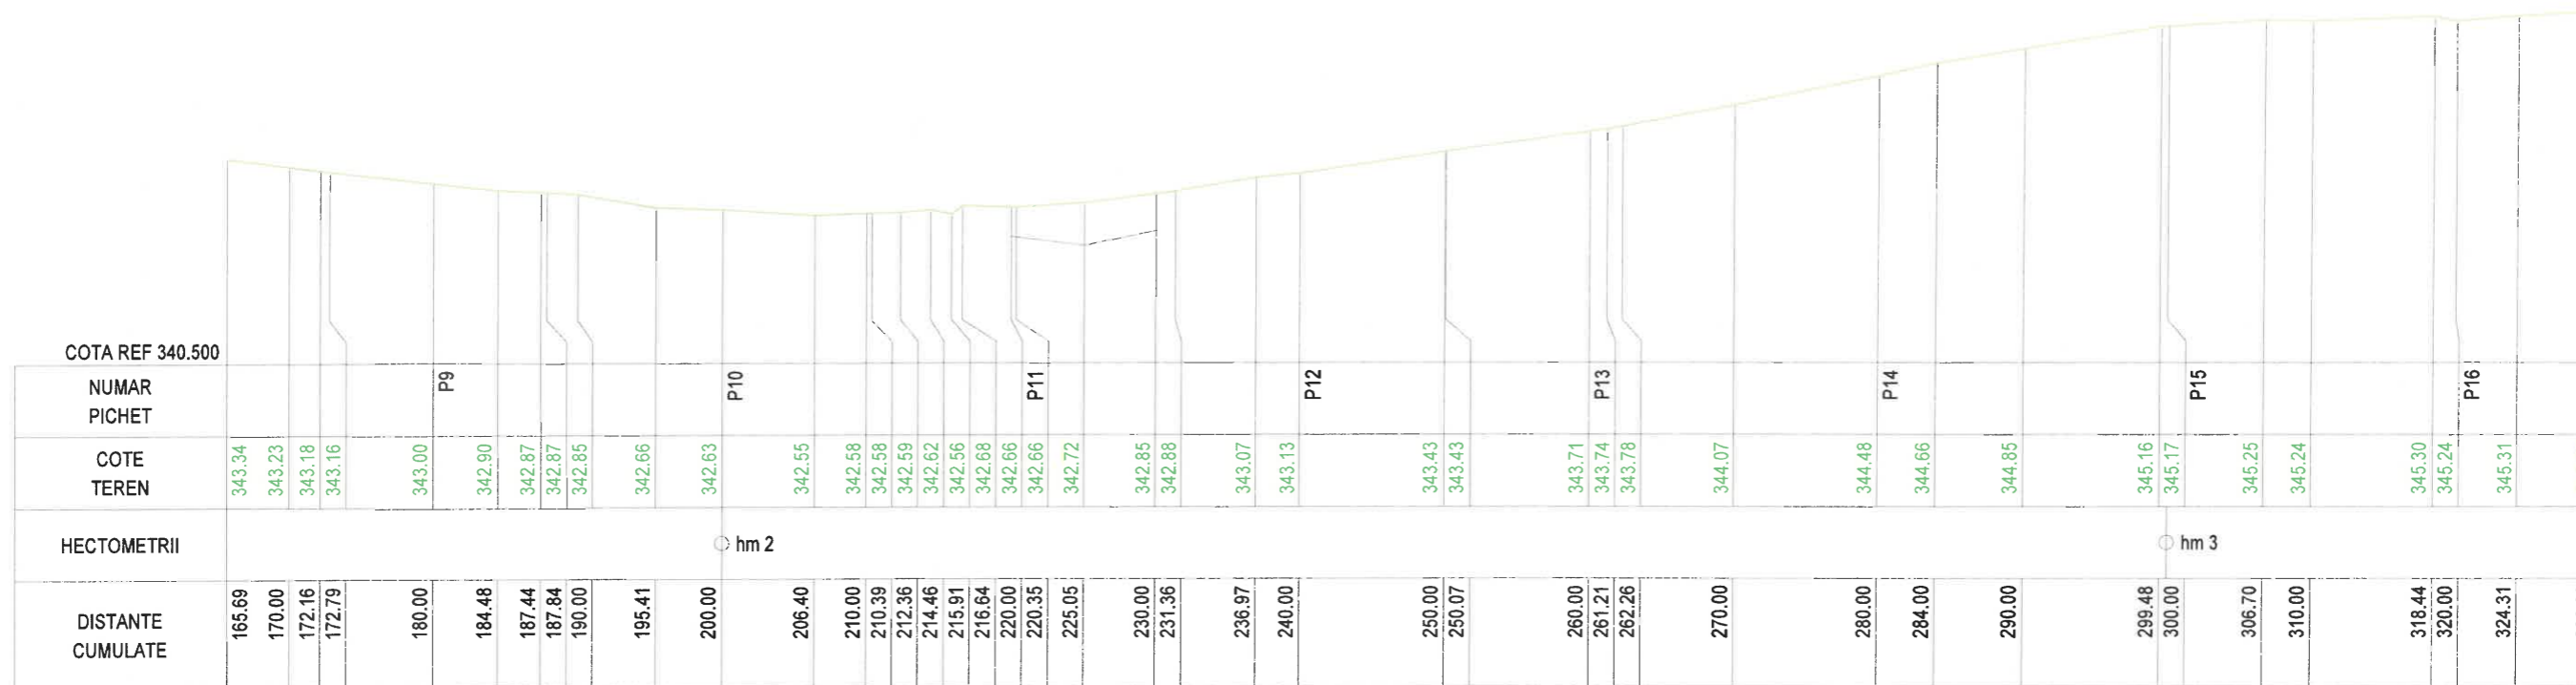 COTA REF 340.500
NUMAR
PICHET
P9 P10 P11 P12 P13 P14 P15 P16
COTE
TEREN
343.34 343.23 343.18 343.16 343.00 342.90 342.87 342.87 342.85 342.66 342.63 342.55 342.58 342.58 342.59 342.62 342.56 342.68 342.66 342.66 342.72 342.85 342.88 343.07 343.13 343.43 343.43 343.71 343.74 343.78 344.07 344.48 344.66 344.85 345.16 345.17 345.25 345.24 345.30 345.24 345.31
HECTOMETRII
hm 2 hm 3
DISTANTE
CUMULATE
165.69 170.00 172.16 172.79 180.00 184.48 187.44 187.84 190.00 195.41 200.00 206.40 210.00 210.39 212.36 214.46 215.91 216.64 220.00 220.35 225.05 230.00 231.36 236.97 240.00 250.00 250.07 260.00 261.21 262.26 270.00 280.00 284.00 290.00 299.48 300.00 306.70 310.00 318.44 320.00 324.31